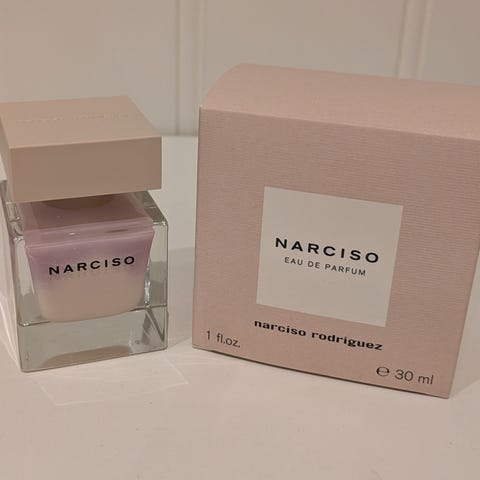 NARCISO
NARCISO
EAU DE PARFUM
narciso rodriguez
1 fl.oz.
℮ 30 ml